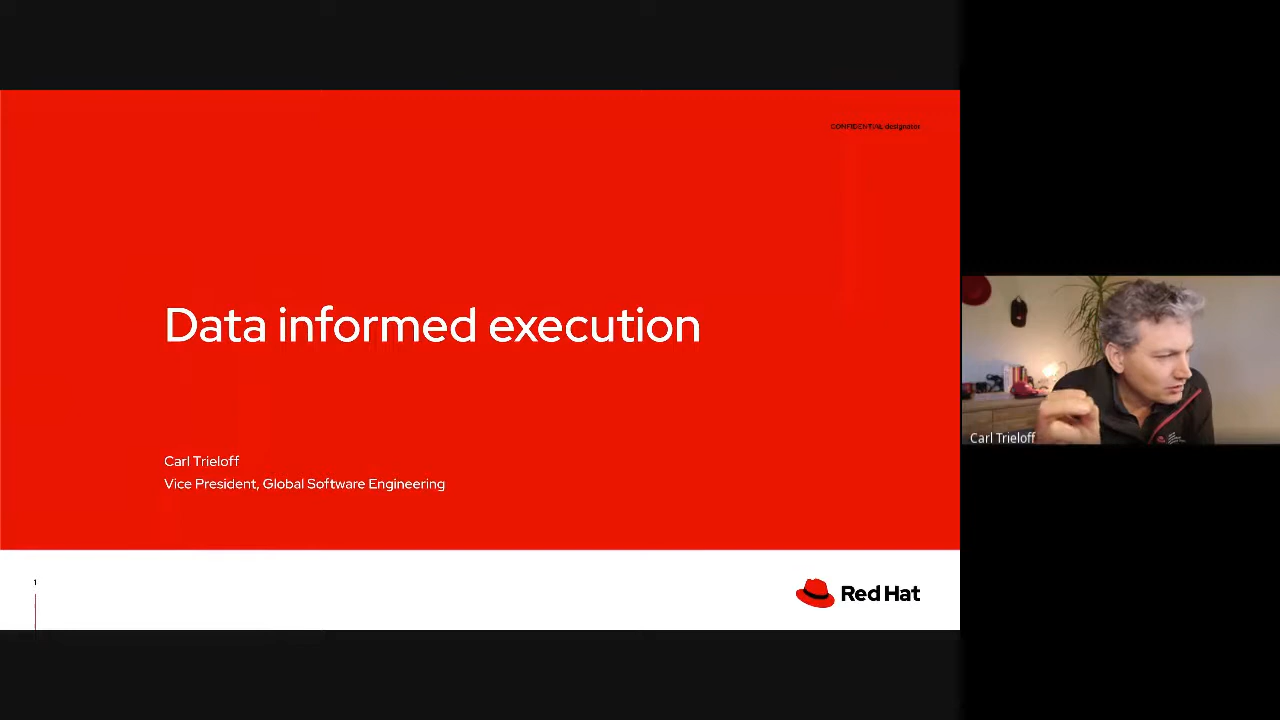 CONFIDENTIAL designator
Data informed execution
Carl Trieloff
Vice President, Global Software Engineering
1
Red Hat
Carl Trieloff